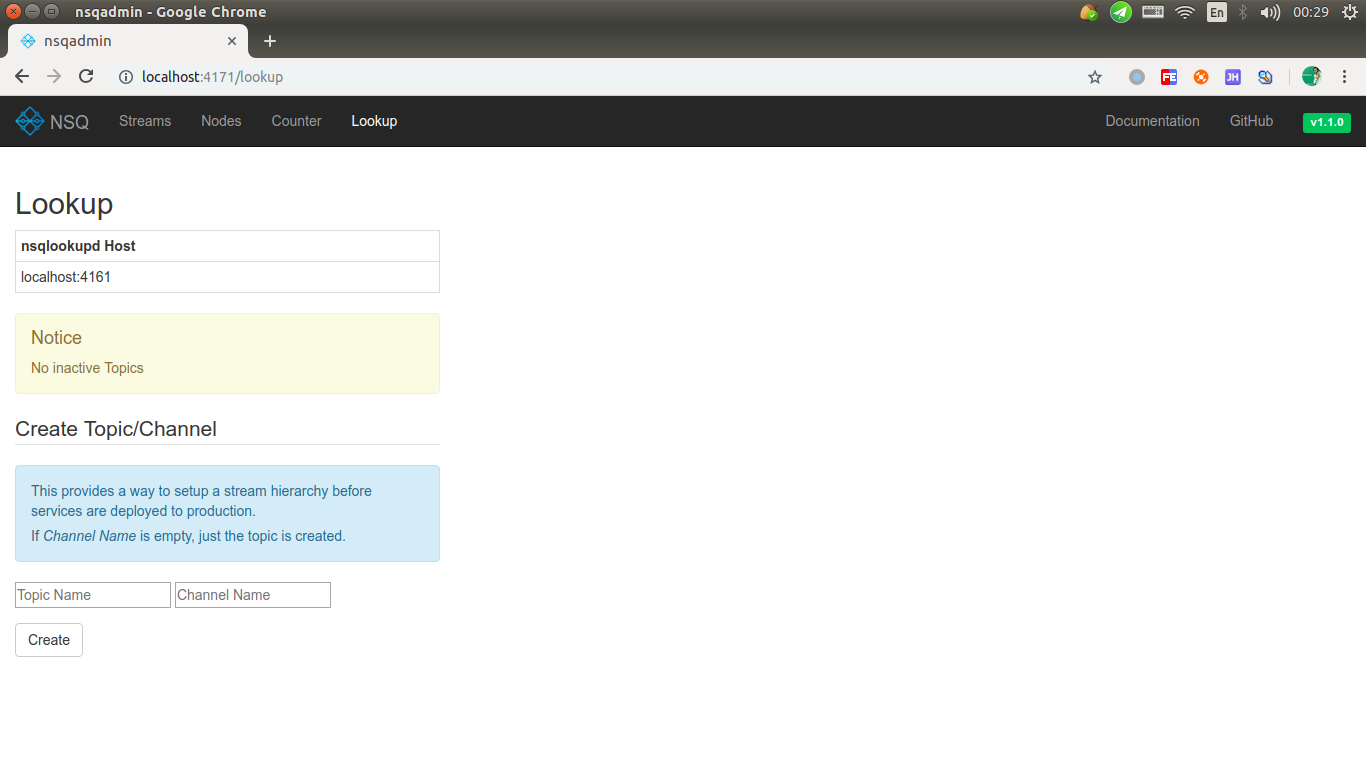 nsqadmin - Google Chrome
En
00:29
nsqadmin
localhost:4171/lookup
FE
JH
NSQ
Streams
Nodes
Counter
Lookup
Documentation
GitHub
v1.1.0
Lookup
nsqlookupd Host
localhost:4161
Notice
No inactive Topics
Create Topic/Channel
This provides a way to setup a stream hierarchy before
services are deployed to production.
If Channel Name is empty, just the topic is created.
Topic Name
Channel Name
Create